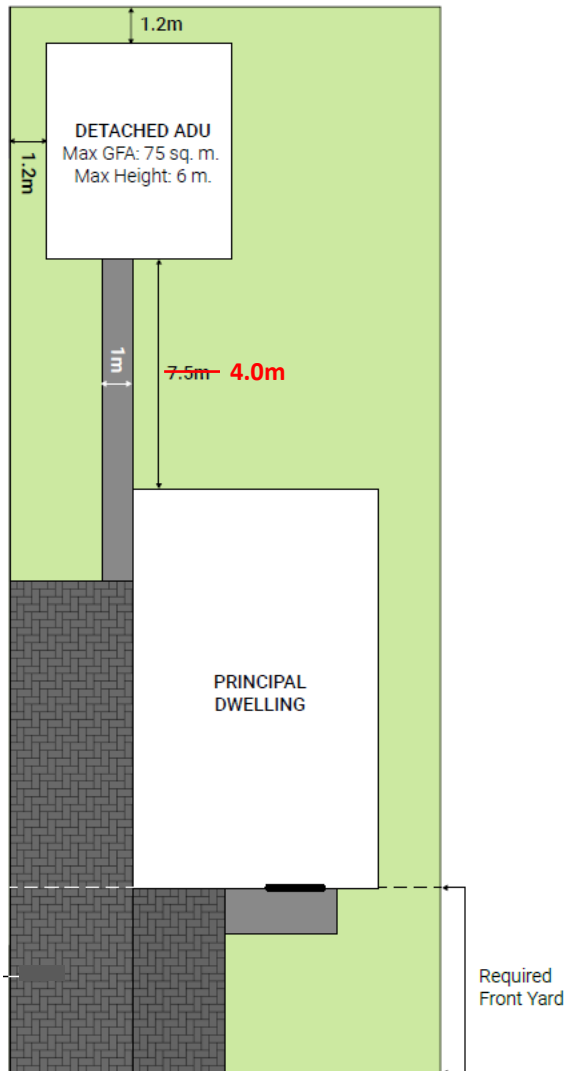 1.2m
DETACHED ADU
Max GFA: 75 sq. m.
Max Height: 6 m.
1.2m
1m
7.5m 4.0m
PRINCIPAL
DWELLING
Required
Front Yard